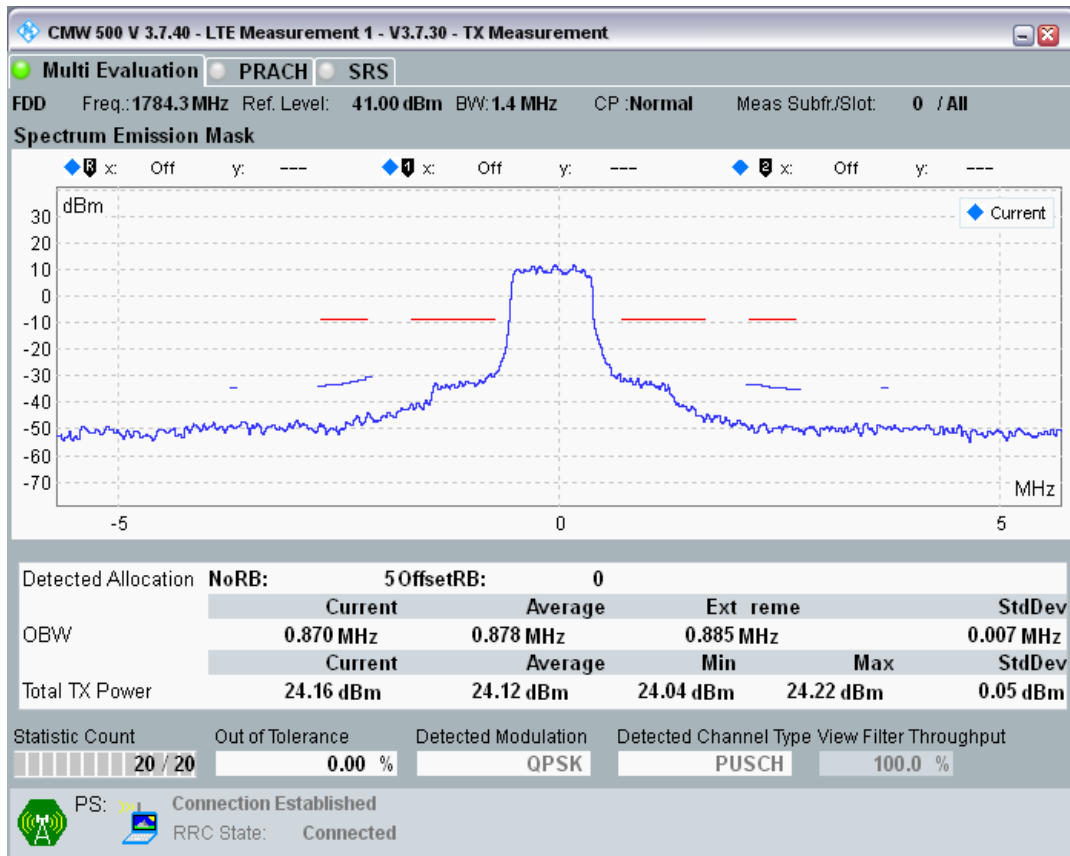 CMW 500 V 3.7.40 - LTE Measurement 1 - V3.7.30 - TX Measurement
Multi Evaluation PRACH SRS
FDD Freq.: 1784.3 MHz Ref. Level: 41.00 dBm BW: 1.4 MHz CP : Normal Meas Subfr./Slot: 0 / All
Spectrum Emission Mask
R x: Off y: --- 1 x: Off y: --- 2 x: Off y: ---
dBm
Current
30
20
10
0
-10
-20
-30
-40
-50
-60
-70
MHz
-5 0 5
Detected Allocation NoRB: 5 OffsetRB: 0
Current Average Ext reme StdDev
OBW 0.870 MHz 0.878 MHz 0.885 MHz 0.007 MHz
Current Average Min Max StdDev
Total TX Power 24.16 dBm 24.12 dBm 24.04 dBm 24.22 dBm 0.05 dBm
Statistic Count Out of Tolerance Detected Modulation Detected Channel Type View Filter Throughput
20 / 20 0.00 % QPSK PUSCH 100.0 %
PS: Connection Established
RRC State: Connected